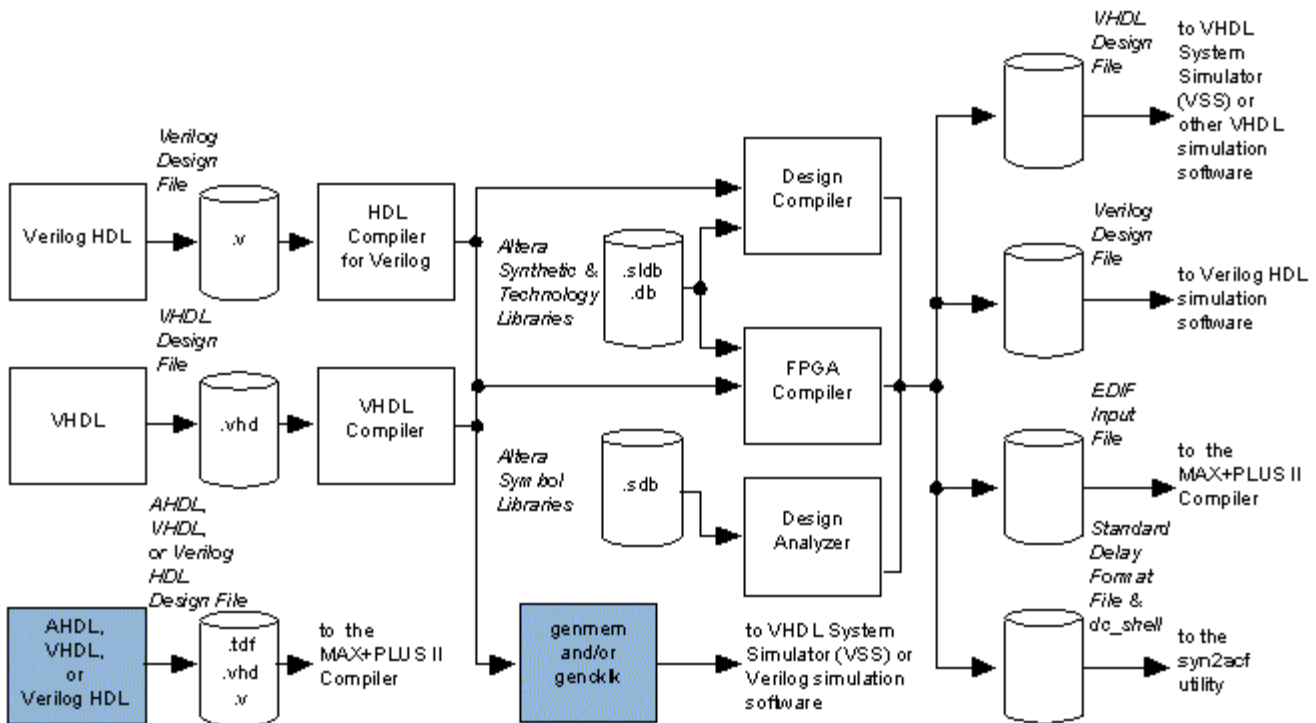 VHDL
Design
File
to VHDL
System
Simulator
(VSS) or
other VHDL
simulation
software
Verilog
Design
File
Verilog HDL
.v
HDL
Compiler
for Verilog
Design
Compiler
Altera
Synthetic &
Technology
Libraries
.sldb
.db
Verilog
Design
File
to Verilog HDL
simulation
software
VHDL
Design
File
VHDL
.vhd
VHDL
Compiler
FPGA
Compiler
Altera
Symbol
Libraries
.sdb
Design
Analyzer
EDIF
Input
File
to the
MAX+PLUS II
Compiler
AHDL,
VHDL,
or Verilog
HDL
Design File
AHDL,
VHDL,
or
Verilog HDL
.tdf
.vhd
.v
to the
MAX+PLUS II
Compiler
genmem
and/or
gencklk
to VHDL System
Simulator (VSS) or
Verilog simulation
software
Standard
Delay
Format
File &
dc_shell
to the
syn2acf
utility